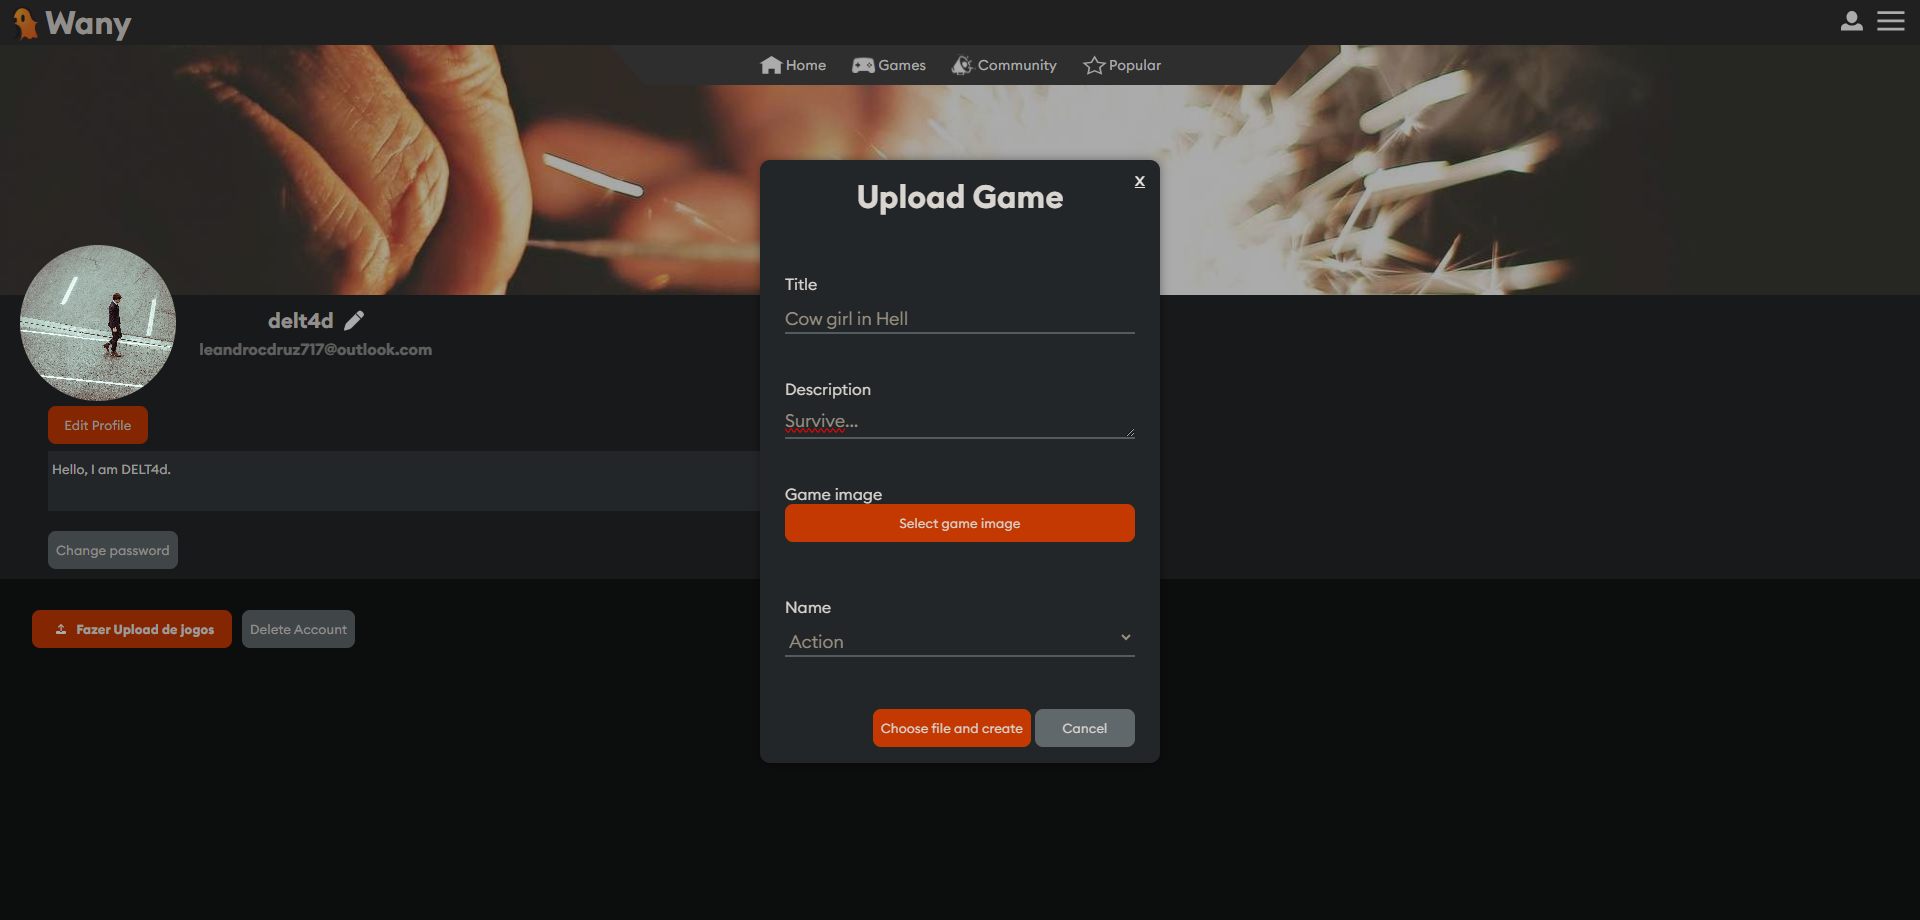 Wany
Home Games Community Popular
Upload Game
X
Title
Cow girl in Hell
Description
Survive...
Game image
Select game image
Name
Action
Choose file and create Cancel
delt4d
leandrocdruz717@outlook.com
Edit Profile
Hello, I am DELT4d.
Change password
Fazer Upload de jogos Delete Account